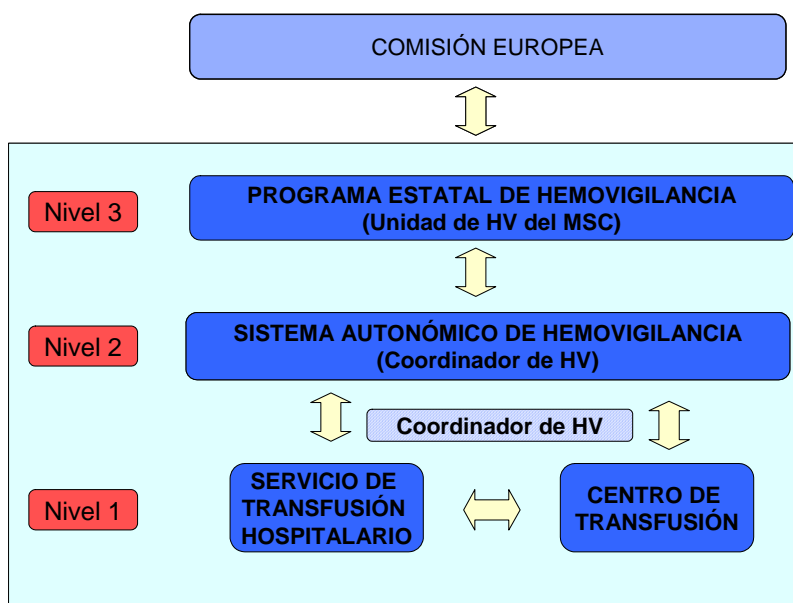 COMISIÓN EUROPEA
Nivel 3
PROGRAMA ESTATAL DE HEMOVIGILANCIA
(Unidad de HV del MSC)
Nivel 2
SISTEMA AUTONÓMICO DE HEMOVIGILANCIA
(Coordinador de HV)
Coordinador de HV
Nivel 1
SERVICIO DE
TRANSFUSIÓN
HOSPITALARIO
CENTRO DE
TRANSFUSIÓN